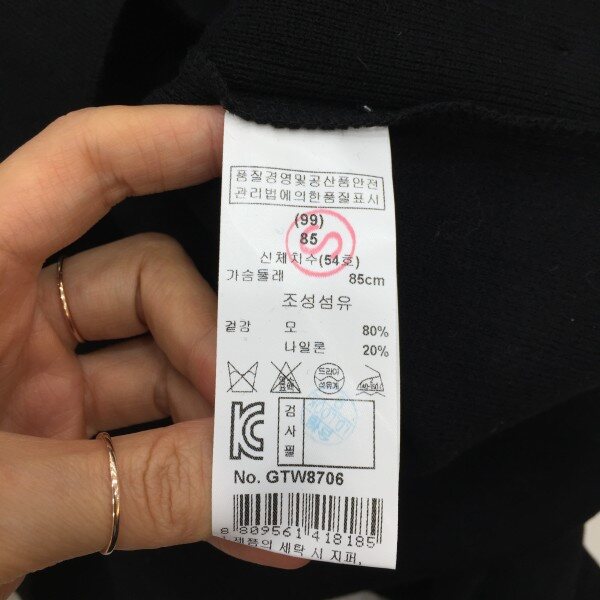 품질경영및공산품안전
관리법에의한품질표시
(99)
85
S
신체치수(54호)
가슴둘레 85cm
조성섬유
겉감 모 80%
나일론 20%
드라이
석유계
검
사
필
No. GTW8706
8 809561 418185
세탁 시 지퍼,